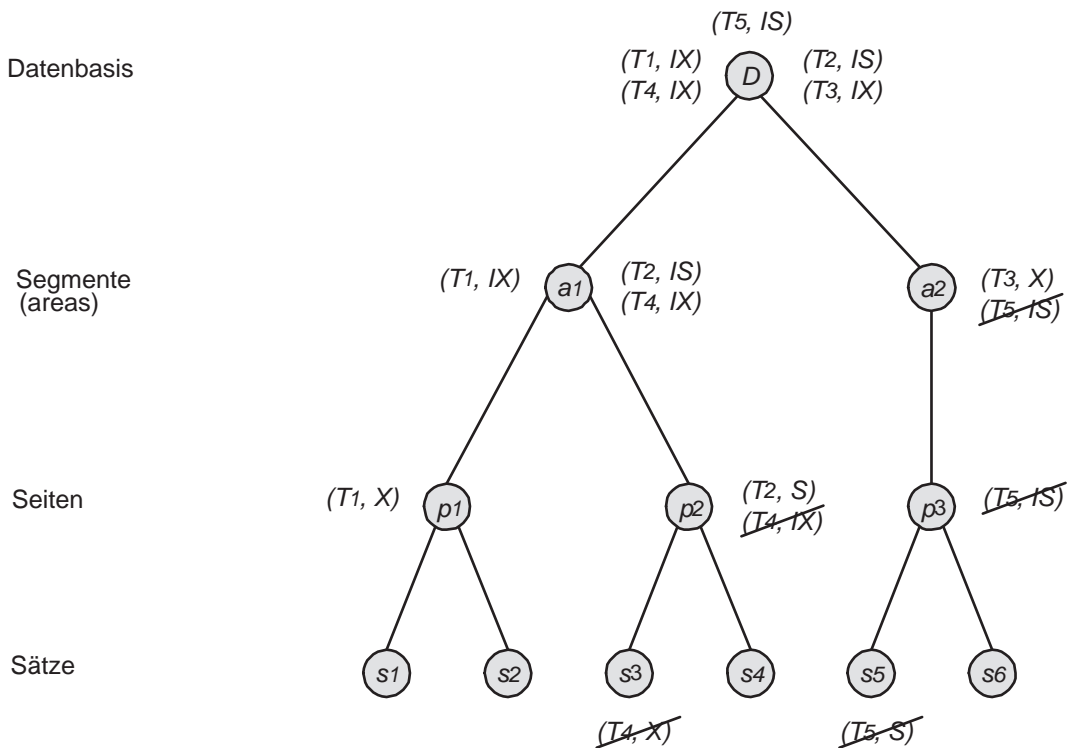 (T5, IS)
Datenbasis
(T1, IX)
(T4, IX)
D
(T2, IS)
(T3, IX)
Segmente
(areas)
(T1, IX)
a1
(T2, IS)
(T4, IX)
a2
(T3, X)
(T5, IS)
Seiten
(T1, X)
p1
p2
(T2, S)
(T4, IX)
p3
(T5, IS)
Sätze
s1
s2
s3
s4
s5
s6
(T4, X)
(T5, S)